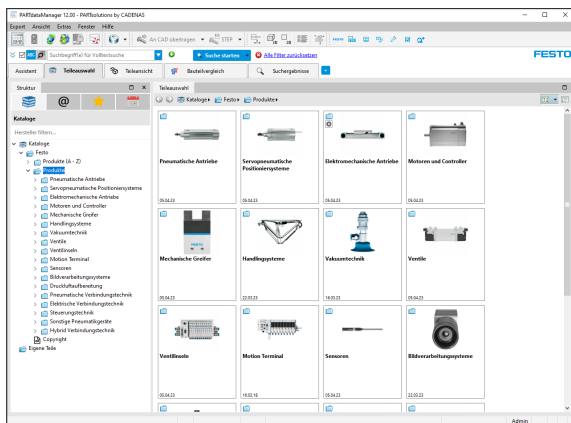 PARTdataManager 12.00 - PARTsolutions by CADENAS
Export Ansicht Extras Fenster Hilfe
An CAD übertragen STEP
ABC Suchbegriff(e) für Volltextsuche Suche starten Alle Filter zurücksetzen FESTO
Assistent Teileauswahl Teileansicht Bauteilvergleich Suchergebnisse
Struktur
Teileauswahl
@
Kataloge Festo Produkte
Kataloge
Hersteller filtern...
Kataloge
Festo
Produkte (A - Z)
Produkte
Pneumatische Antriebe
Servopneumatische Positioniersysteme
Elektromechanische Antriebe
Motoren und Controller
Mechanische Greifer
Handlingsysteme
Vakuumtechnik
Ventile
Ventilinseln
Motion Terminal
Sensoren
Bildverarbeitungssysteme
Druckluftaufbereitung
Pneumatische Verbindungstechnik
Elektrische Verbindungstechnik
Steuerungstechnik
Sonstige Pneumatikgeräte
Hybrid Verbindungstechnik
Copyright
Eigene Teile
Pneumatische Antriebe
05.04.23
Servopneumatische
Positioniersysteme
05.04.23
Elektromechanische Antriebe
05.04.23
Motoren und Controller
05.04.23
FESTO
Mechanische Greifer
05.04.23
Handlingsysteme
22.03.23
Vakuumtechnik
16.03.23
Ventile
05.04.23
Ventilinseln
05.04.23
Motion Terminal
16.02.18
Sensoren
05.04.23
Bildverarbeitungssysteme
22.03.23
Admin